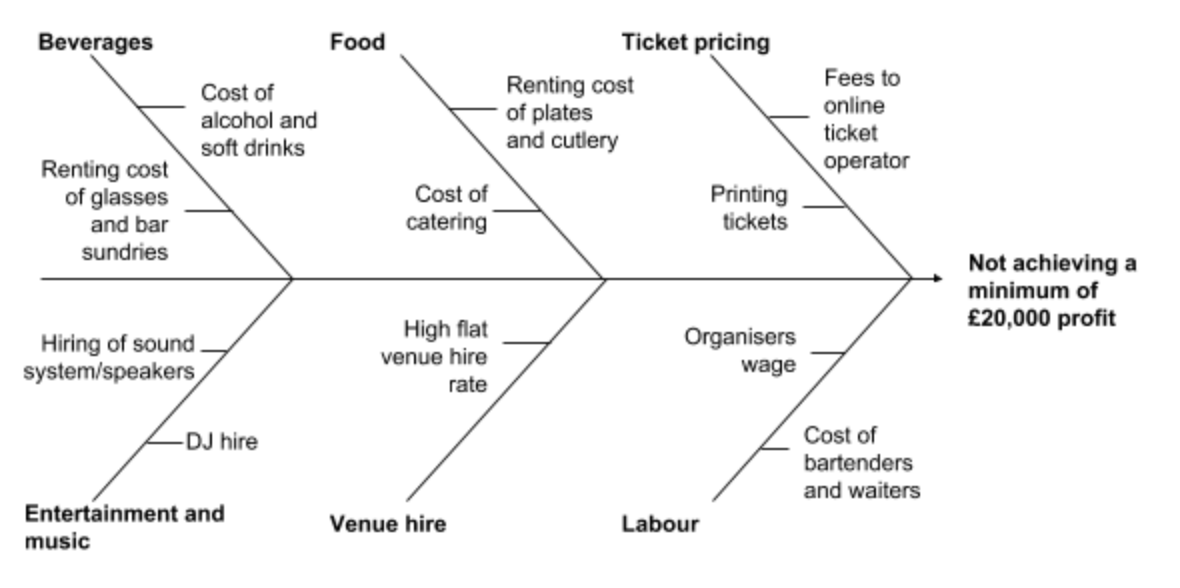 Beverages
Food
Ticket pricing
Cost of
alcohol and
soft drinks
Renting cost
of plates
and cutlery
Fees to
online
ticket
operator
Renting cost
of glasses
and bar
sundries
Cost of
catering
Printing
tickets
Not achieving a
minimum of
£20,000 profit
Hiring of sound
system/speakers
High flat
venue hire
rate
Organisers
wage
DJ hire
Cost of
bartenders
and waiters
Entertainment and
music
Venue hire
Labour